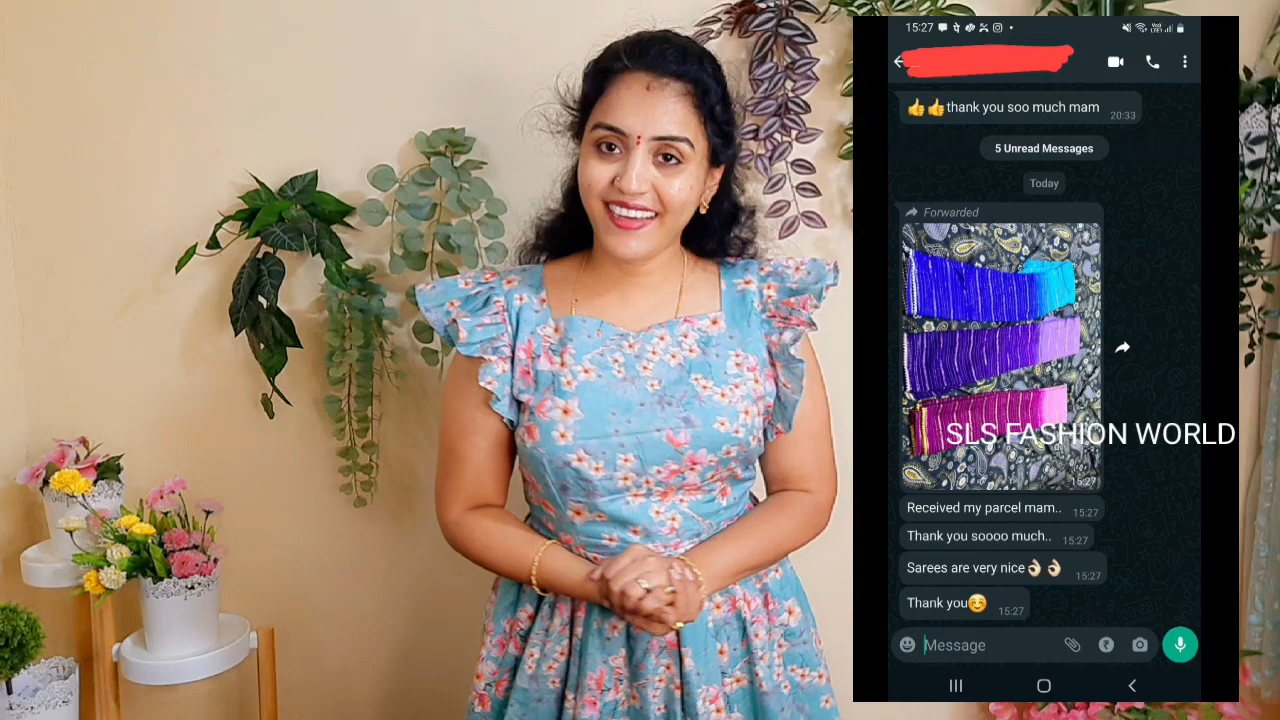 15:27
👍👍thank you soo much mam
20:33
5 Unread Messages
Today
Forwarded
15:27
SLS FASHION WORLD
Received my parcel mam.. 15:27
Thank you soooo much.. 15:27
Sarees are very nice👌🏻👌🏻 15:27
Thank you☺️ 15:27
Message